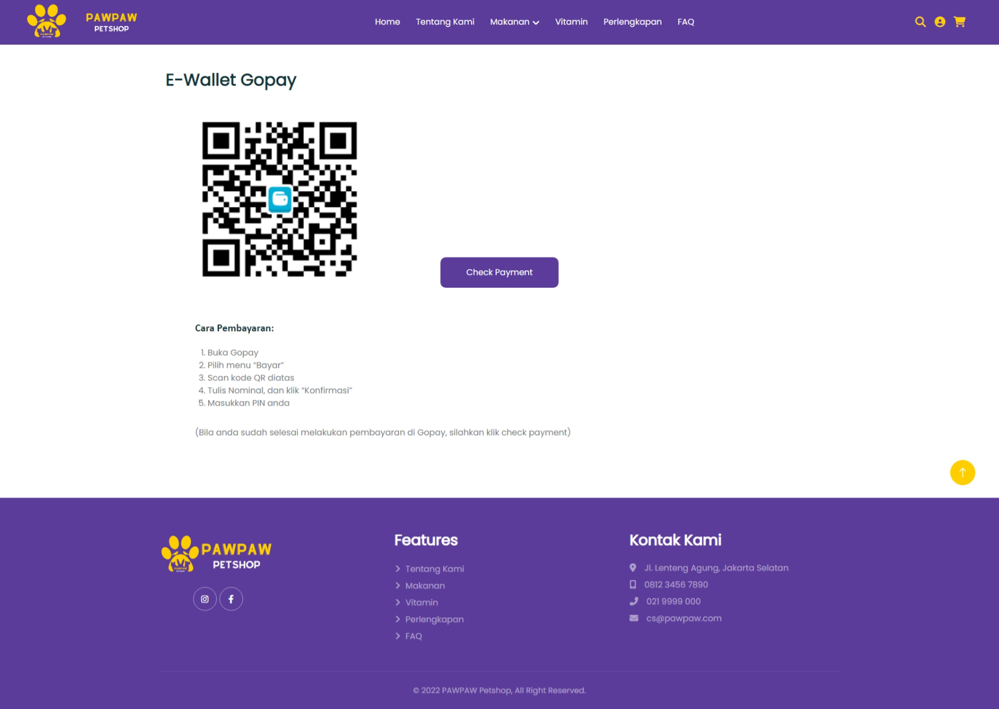 PAWPAW
PETSHOP
Home Tentang Kami Makanan Vitamin Perlengkapan FAQ
E-Wallet Gopay
Check Payment
Cara Pembayaran:
1. Buka Gopay
2. Pilih menu “Bayar”
3. Scan kode QR diatas
4. Tulis Nominal, dan klik “Konfirmasi”
5. Masukkan PIN anda
(Bila anda sudah selesai melakukan pembayaran di Gopay, silahkan klik check payment)
PAWPAW
PETSHOP
Features
Tentang Kami
Makanan
Vitamin
Perlengkapan
FAQ
Kontak Kami
Jl. Lenteng Agung, Jakarta Selatan
0812 3456 7890
021 9999 000
cs@pawpaw.com
© 2022 PAWPAW Petshop, All Right Reserved.